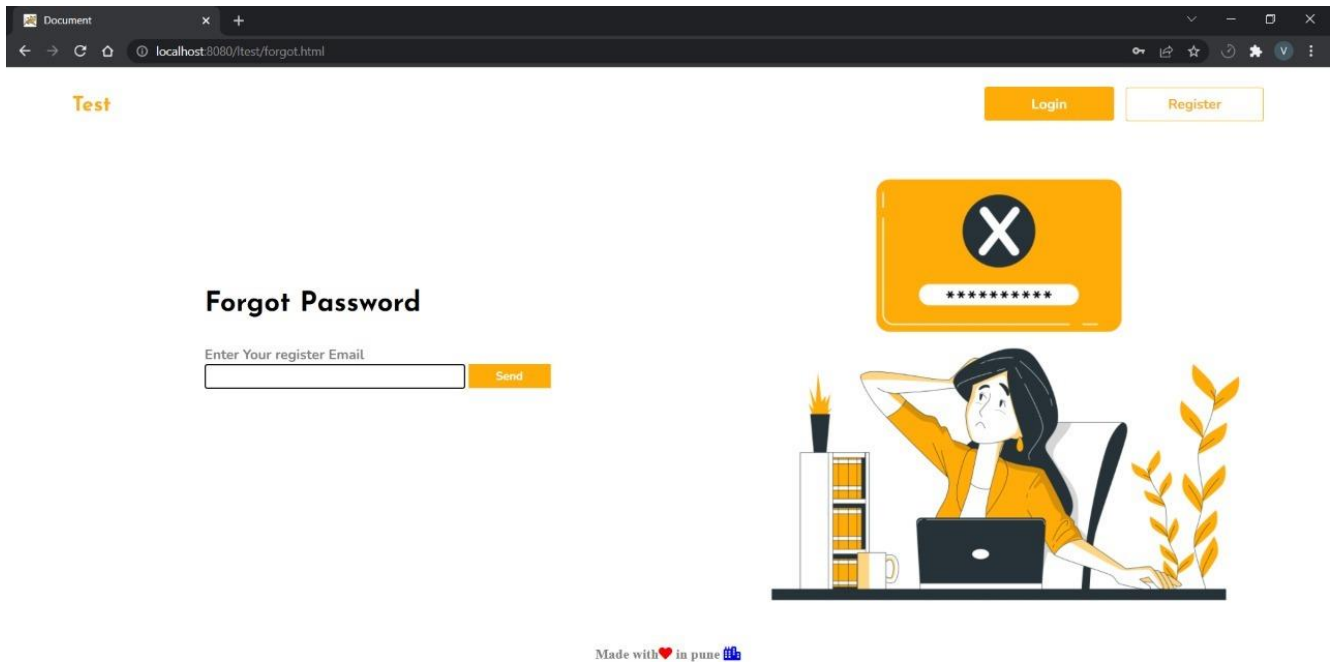 Document
localhost:8080/ltest/forgot.html
V
Test
Login
Register
X
**********
Forgot Password
Enter Your register Email
Send
Made with in pune